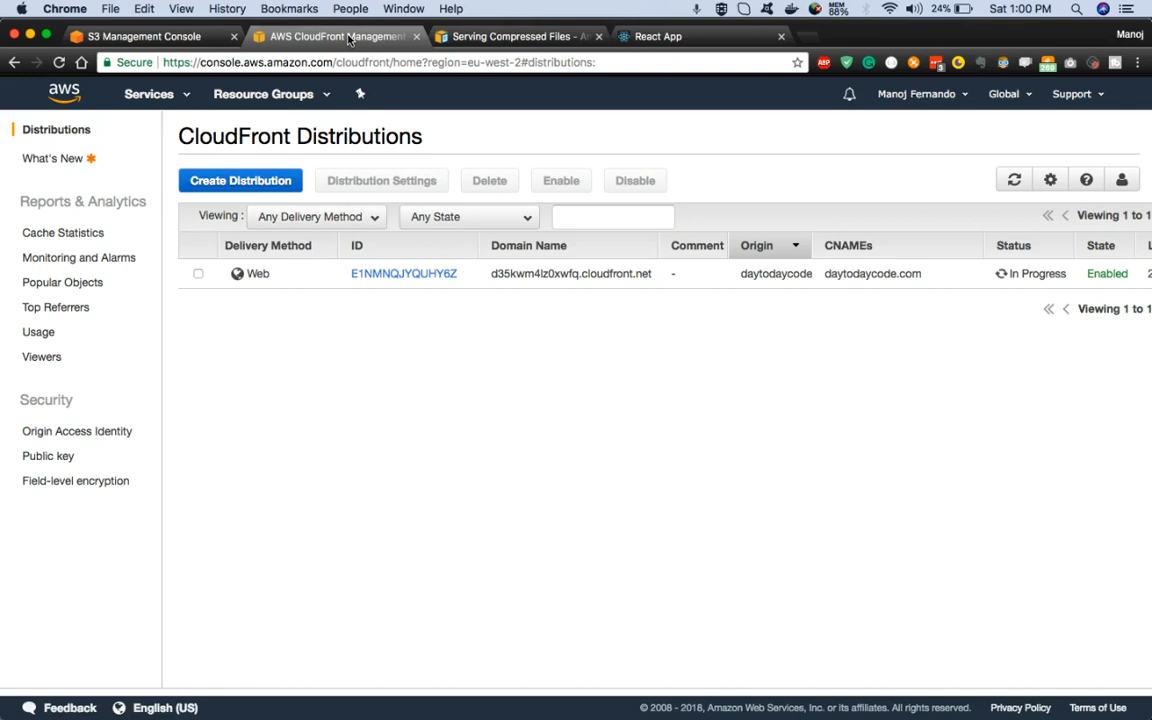 Chrome File Edit View History Bookmarks People Window Help MEM 88% 24% Sat 1:00 PM
S3 Management Console AWS CloudFront Management Serving Compressed Files - An React App Manoj
Secure https://console.aws.amazon.com/cloudfront/home?region=eu-west-2#distributions: ABP 3
aws Services Resource Groups Manoj Fernando Global Support
Distributions
What's New
Reports & Analytics
Cache Statistics
Monitoring and Alarms
Popular Objects
Top Referrers
Usage
Viewers
Security
Origin Access Identity
Public key
Field-level encryption
CloudFront Distributions
Create Distribution Distribution Settings Delete Enable Disable
Viewing : Any Delivery Method Any State Viewing 1 to 1
Delivery Method ID Domain Name Comment Origin CNAMEs Status State L
Web E1NMNQJYQUHY6Z d35kwm4lz0xwfq.cloudfront.net - daytodaycode daytodaycode.com In Progress Enabled 2
Viewing 1 to 1
Feedback English (US) © 2008 - 2018, Amazon Web Services, Inc. or its affiliates. All rights reserved. Privacy Policy Terms of Use